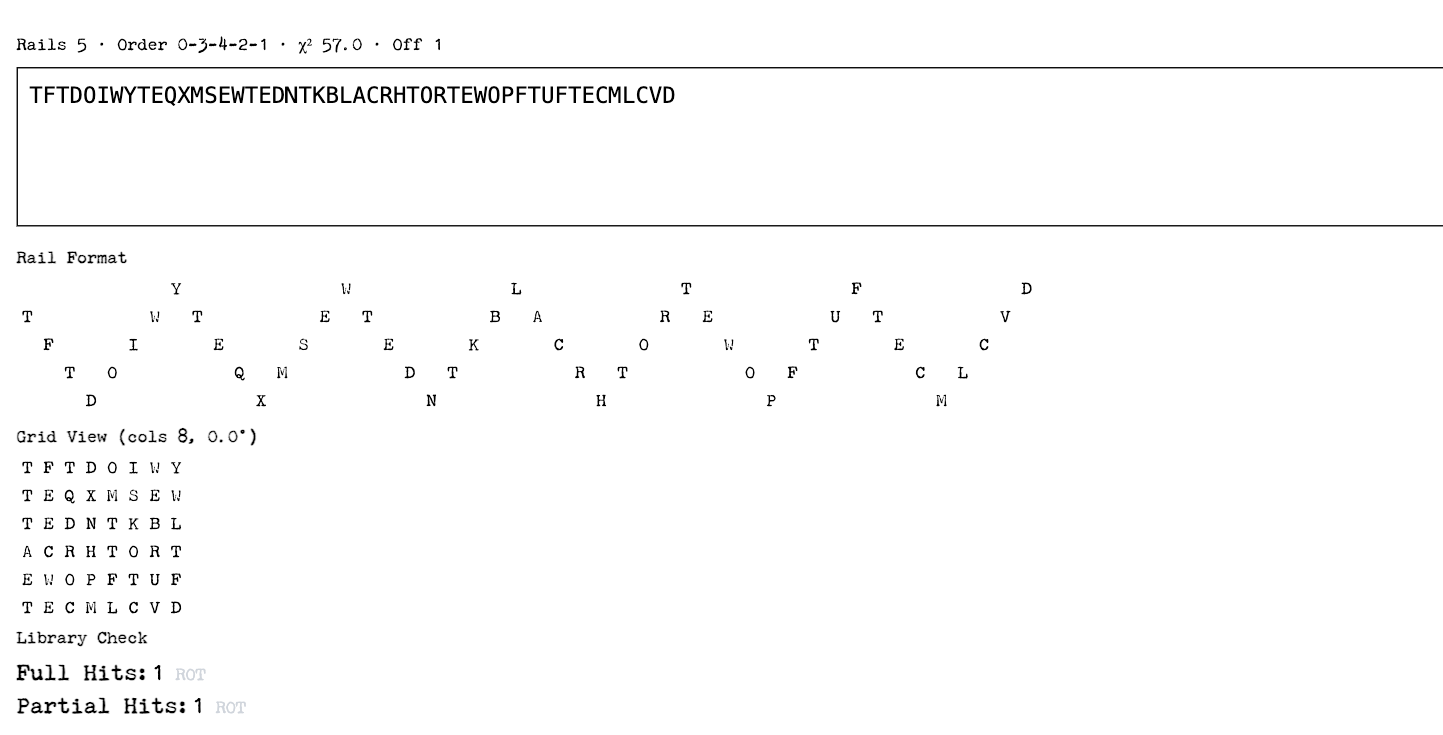 Rails 5 · Order 0-3-4-2-1 · χ² 57.0 · Off 1
TFTDOIWYTEQXMSEWTEDNTKBLACRHTORTEWOPFTUFTECMLCVD
Rail Format
Y W L T F D
T W T E T B A R E U T V
F I E S E K C O W T E C
T O Q M D T R T O F C L
D X N H P M
Grid View (cols 8, 0.0°)
T F T D O I W Y
T E Q X M S E W
T E D N T K B L
A C R H T O R T
E W O P F T U F
T E C M L C V D
Library Check
Full Hits: 1 ROT
Partial Hits: 1 ROT